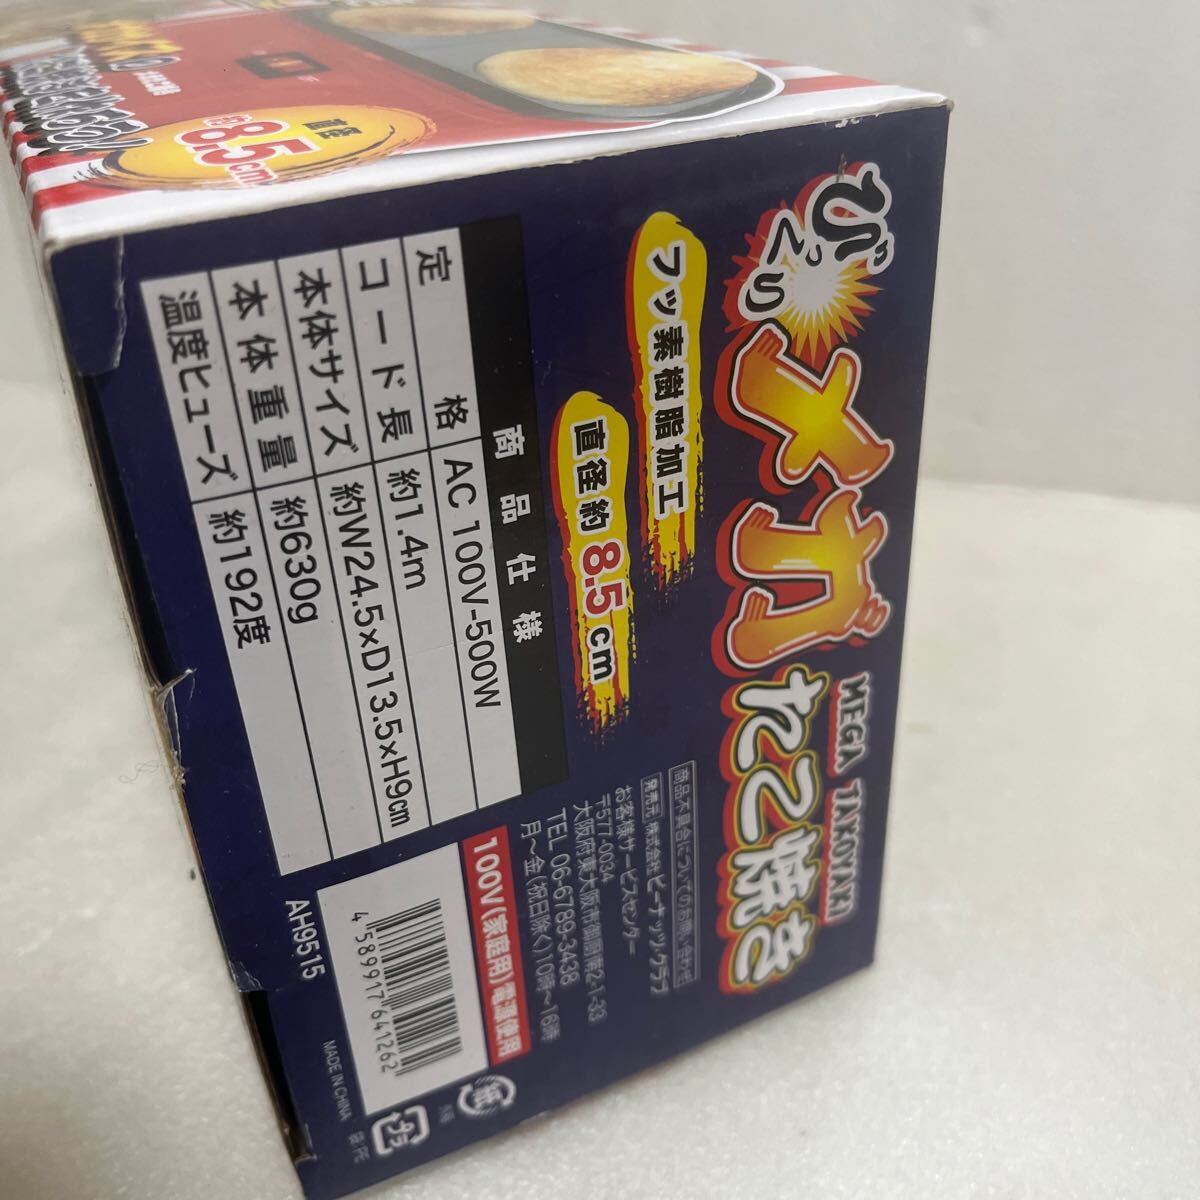 直径
約8.5cm
びっくり
メガ
たこ焼き
MEGA TAKOYAKI
フッ素樹脂加工
直径約8.5cm
商品仕様
定格 AC 100V-500W
コード長 約1.4m
本体サイズ 約W24.5×D13.5×H9cm
本体重量 約630g
温度ヒューズ 約192度
商品不具合についてのお問い合わせ
発売元 株式会社ピーナッツ・クラブ
お客様サービスセンター
〒577-0034
大阪府東大阪市御厨南2-1-33
TEL 06-6789-3438
月~金(祝日除く)10時~16時
100V(家庭用)電源使用
4 589917 641262
AH9515
MADE IN CHINA
紙
プラ
袋:PE